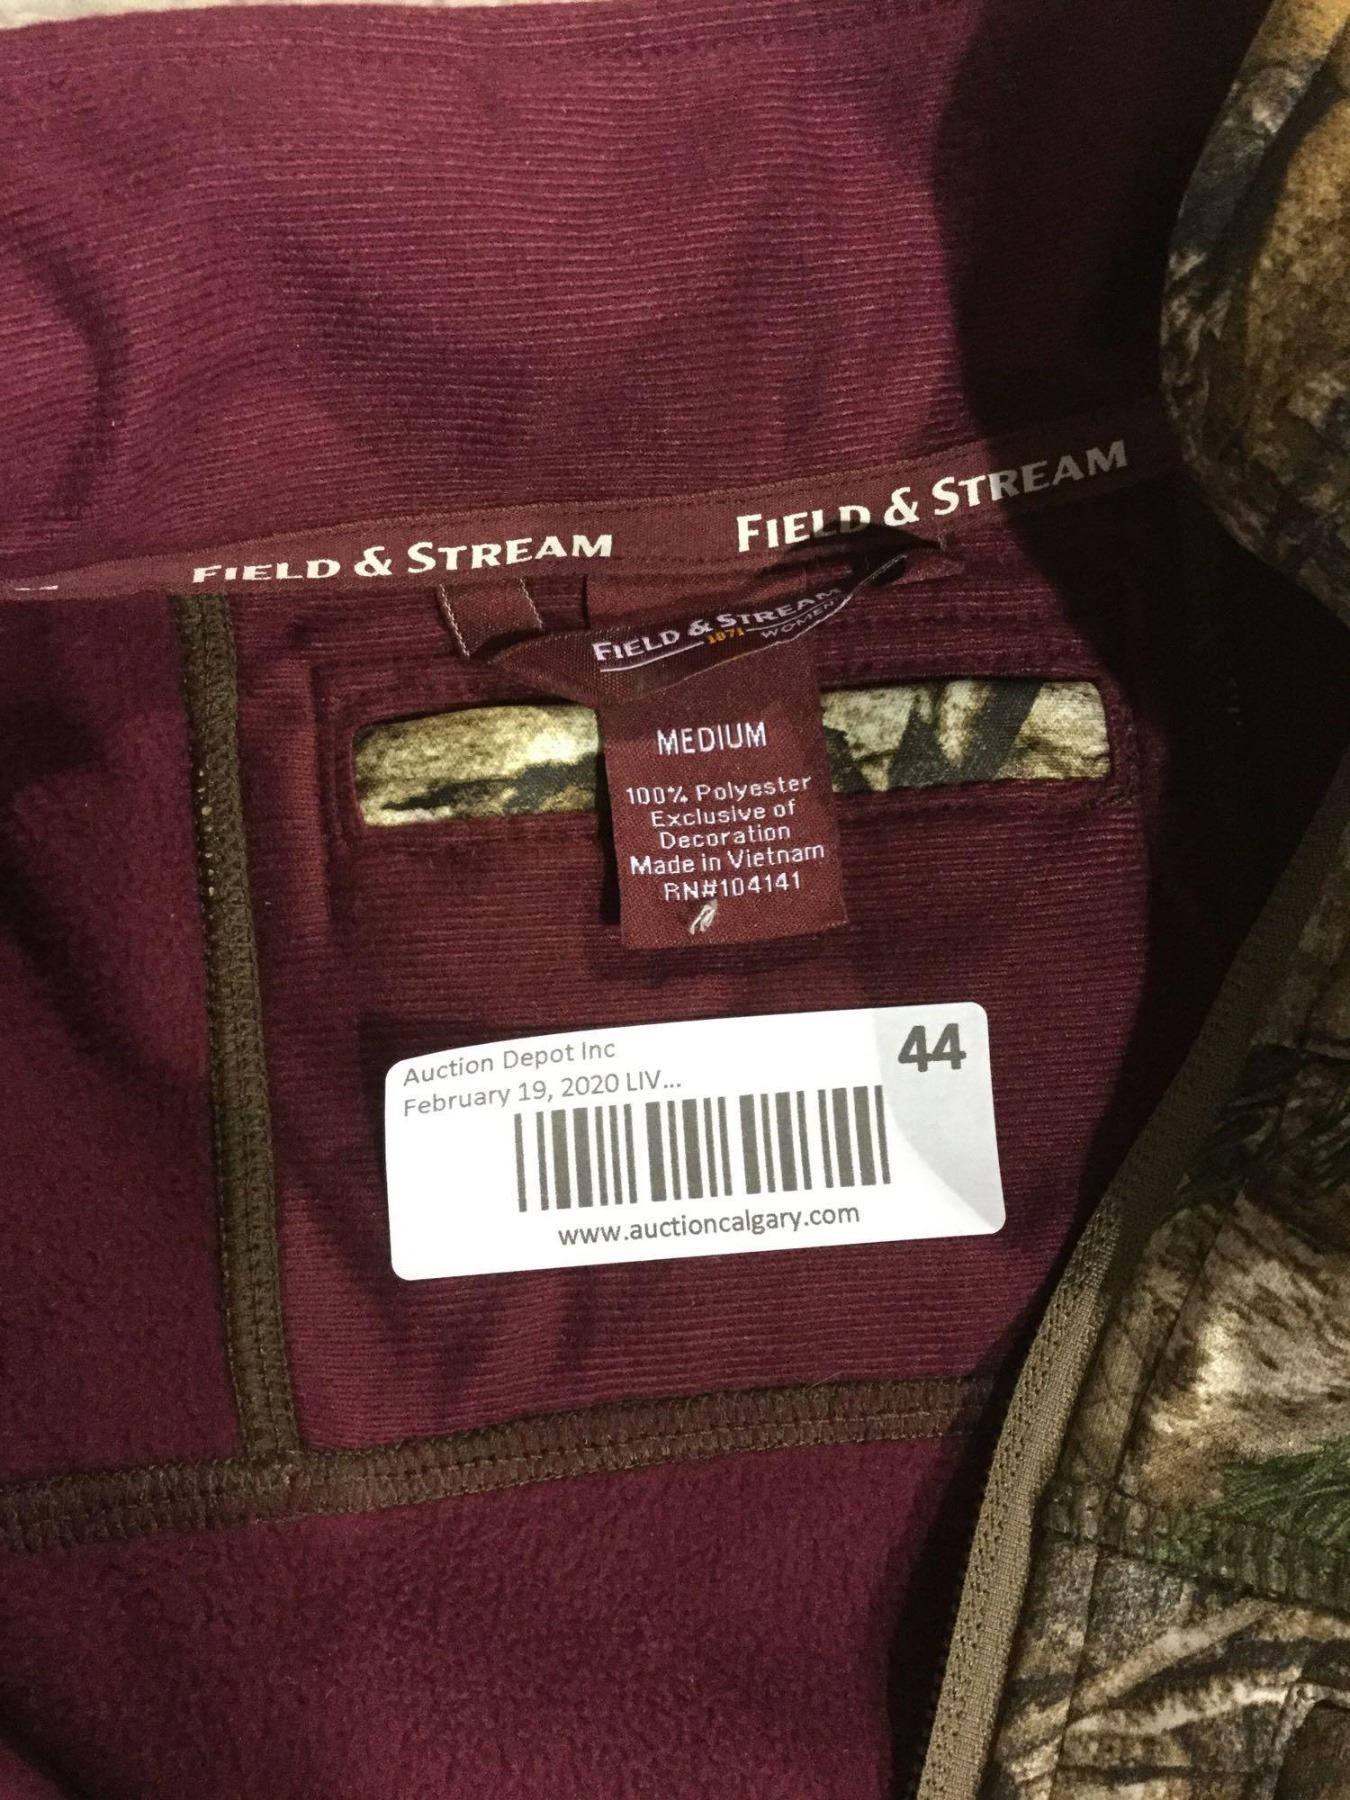 FIELD & STREAM
FIELD & STREAM
FIELD & STREAM
1871 WOMEN
MEDIUM
100% Polyester
Exclusive of
Decoration
Made in Vietnam
RN#104141
Auction Depot Inc
44
February 19, 2020 LIV...
www.auctioncalgary.com